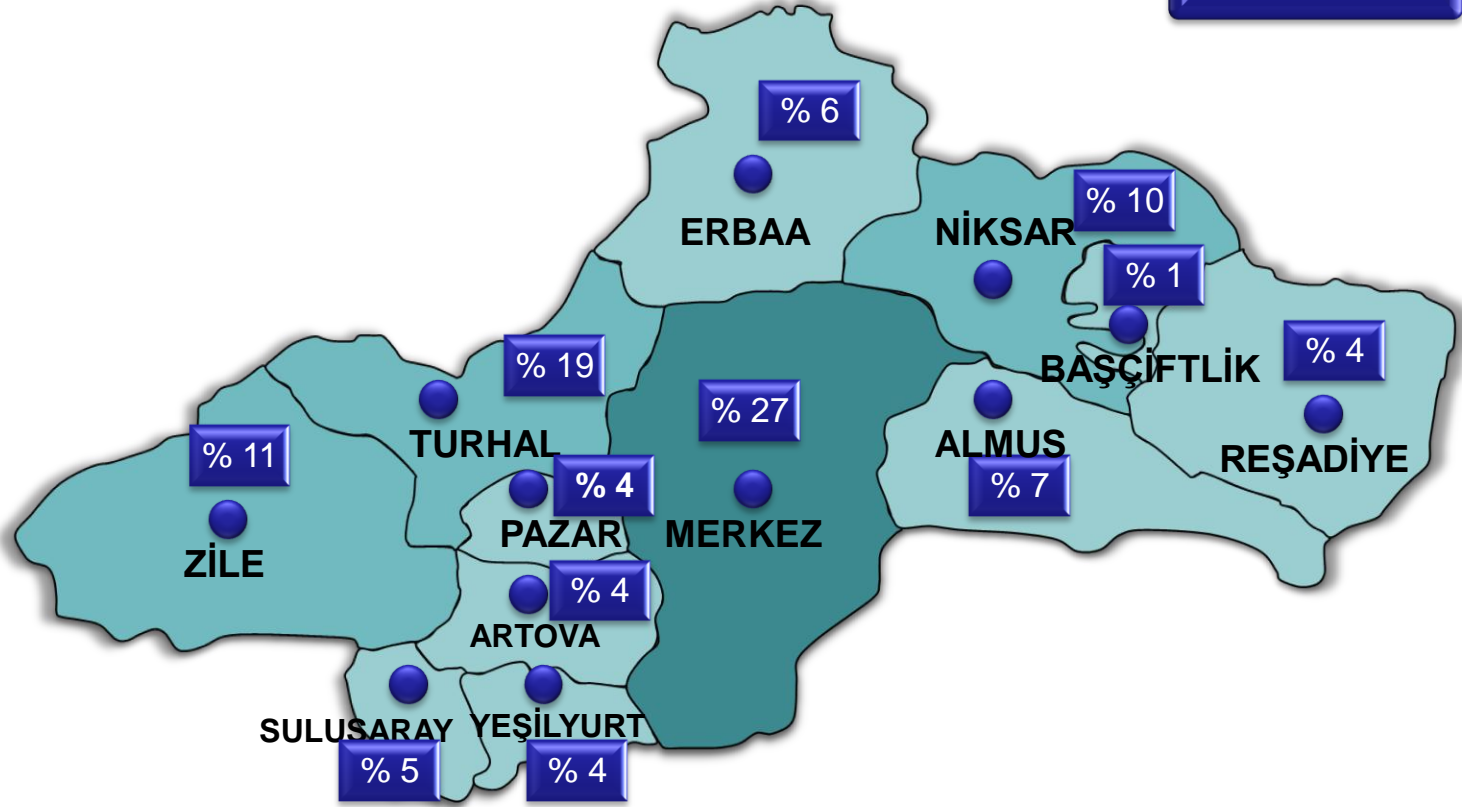 % 6
ERBAA
% 10
NİKSAR
% 1
BAŞÇİFTLİK
% 4
REŞADİYE
% 19
TURHAL
% 27
MERKEZ
ALMUS
% 7
% 11
ZİLE
% 4
PAZAR
% 4
ARTOVA
SULUSARAY
% 5
YEŞİLYURT
% 4